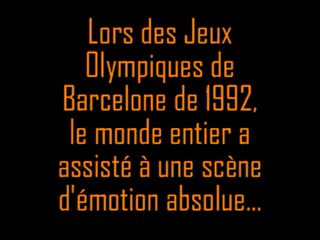 Lors des Jeux
Olympiques de
Barcelone de 1992,
le monde entier a
assisté à une scène
d'émotion absolue...